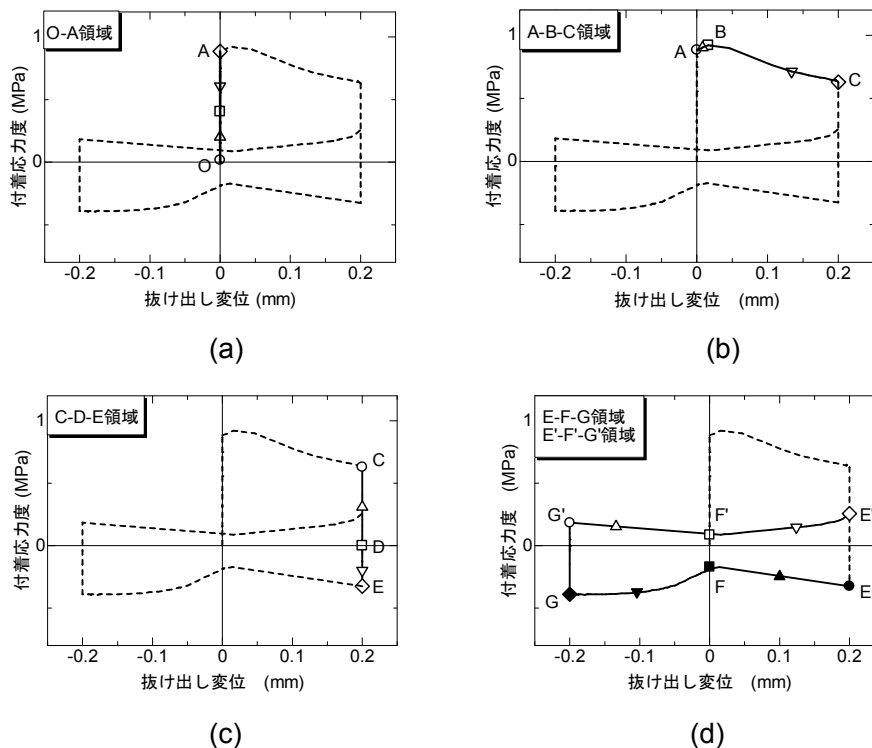 O-A領域
A
O
1
0
付着応力度 (MPa)
-0.2 -0.1 0 0.1 0.2
抜け出し変位 (mm)
(a)
A-B-C領域
A
B
C
1
0
付着応力度 (MPa)
-0.2 -0.1 0 0.1 0.2
抜け出し変位 (mm)
(b)
C-D-E領域
C
D
E
1
0
付着応力度 (MPa)
-0.2 -0.1 0 0.1 0.2
抜け出し変位 (mm)
(c)
E-F-G領域
E'-F'-G'領域
G'
F'
E'
G
F
E
1
0
付着応力度 (MPa)
-0.2 -0.1 0 0.1 0.2
抜け出し変位 (mm)
(d)